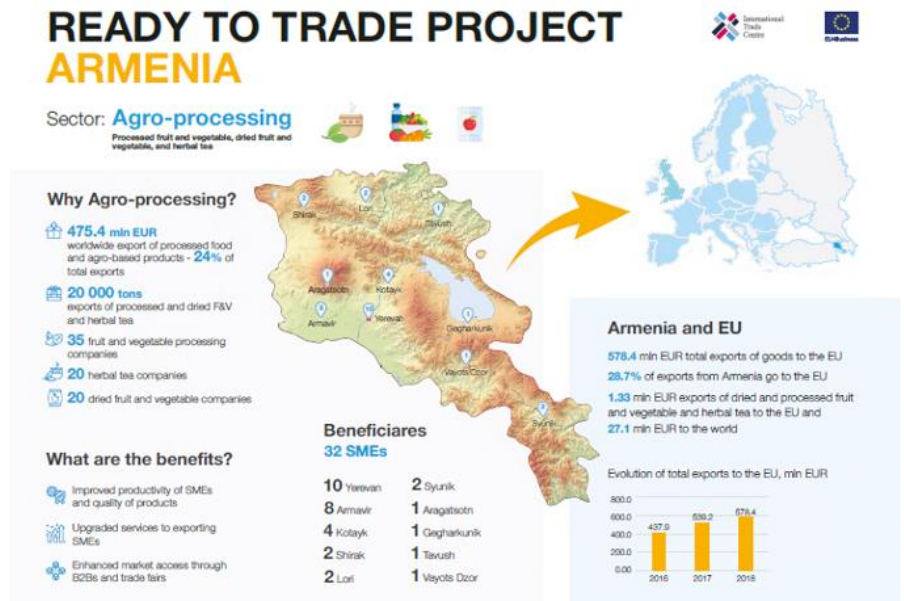 READY TO TRADE PROJECT
ARMENIA
International
Trade
Centre
EU4Business
Sector: Agro-processing
Processed fruit and vegetable, dried fruit and
vegetable, and herbal tea
Why Agro-processing?
475.4 mln EUR
worldwide export of processed food
and agro-based products - 24% of
total exports
20 000 tons
exports of processed and dried F&V
and herbal tea
35 fruit and vegetable processing
companies
20 herbal tea companies
20 dried fruit and vegetable companies
What are the benefits?
Improved productivity of SMEs
and quality of products
Upgraded services to exporting
SMEs
Enhanced market access through
B2Bs and trade fairs
2
Shirak
2
Lori
1
Tavush
1
Aragatsotn
4
Kotayk
8
Armavir
10
Yerevan
1
Gegharkunik
1
Vayots Dzor
2
Syunik
Beneficiares
32 SMEs
10 Yerevan
8 Armavir
4 Kotayk
2 Shirak
2 Lori
2 Syunik
1 Aragatsotn
1 Gegharkunik
1 Tavush
1 Vayots Dzor
Armenia and EU
578.4 mln EUR total exports of goods to the EU
28.7% of exports from Armenia go to the EU
1.33 mln EUR exports of dried and processed fruit
and vegetable and herbal tea to the EU and
27.1 mln EUR to the world
Evolution of total exports to the EU, mln EUR
800.0
600.0
400.0
200.0
0.00
437.9
539.2
578.4
2016
2017
2018